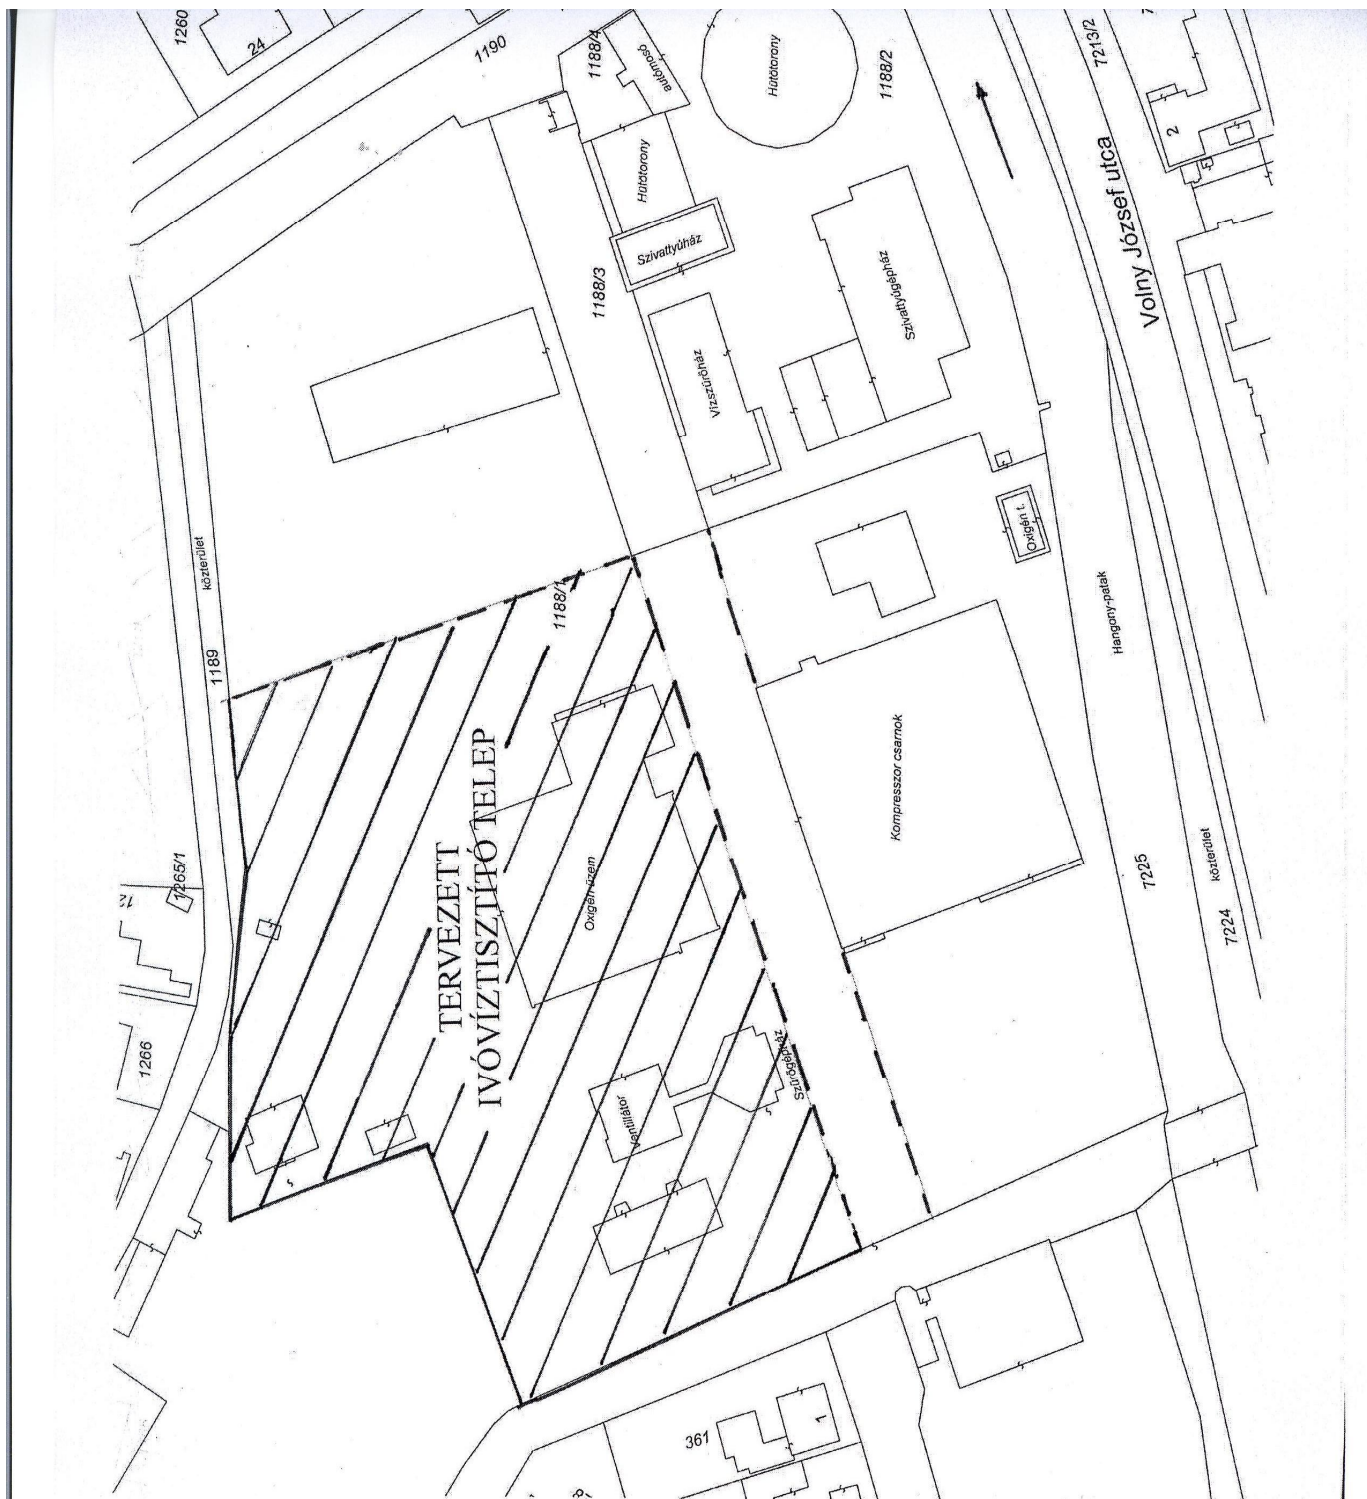 1260
24
1190
1188/4
autómosó
Hűtőtorony
1188/2
7213/2
2
Hűtőtorony
Szivattyúház
1188/3
Szivattyúgépház
Volny József utca
Vízszűrőház
közterület
1189
1188/1
Oxigén t.
Hangony-patak
TERVEZETT
IVÓVÍZTISZTÍTÓ TELEP
Oxigén üzem
Kompresszor csarnok
1265/1
12
7225
közterület
7224
1266
Ventillátor
Szűrőgépház
361
1